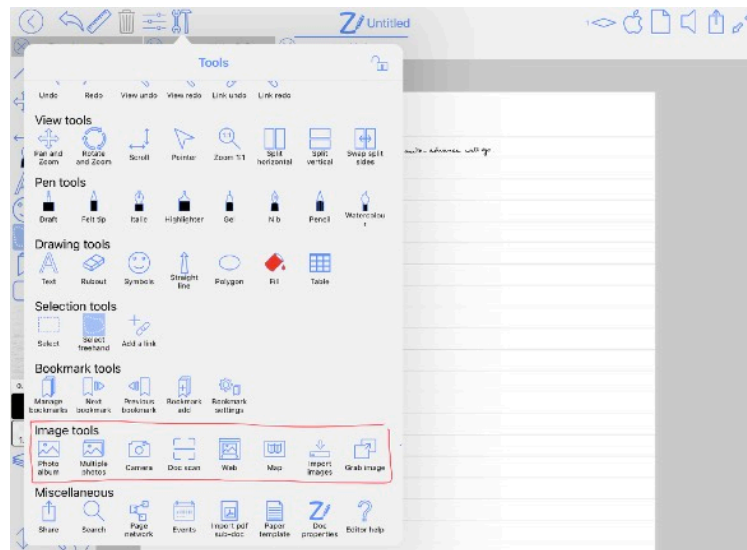 Untitled
Tools
Undo Redo View undo View redo Link undo Link redo
View tools
Pan and Zoom Rotate and Zoom Scroll Pointer Zoom 1:1 Split horizontal Split vertical Swap split sides
Pen tools
Draft Felt tip Italic Highlighter Gel Nib Pencil Watercolour
Drawing tools
Text Rubout Symbols Straight line Polygon Fill Table
Selection tools
Select Select freehand Add a link
Bookmark tools
Manage bookmarks Next bookmark Previous bookmark Bookmark add Bookmark settings
Image tools
Photo album Multiple photos Camera Doc scan Web Map Import images Grab image
Miscellaneous
Share Search Page network Events Import pdf sub-doc Paper template Doc properties Editor help
auto-advance will go